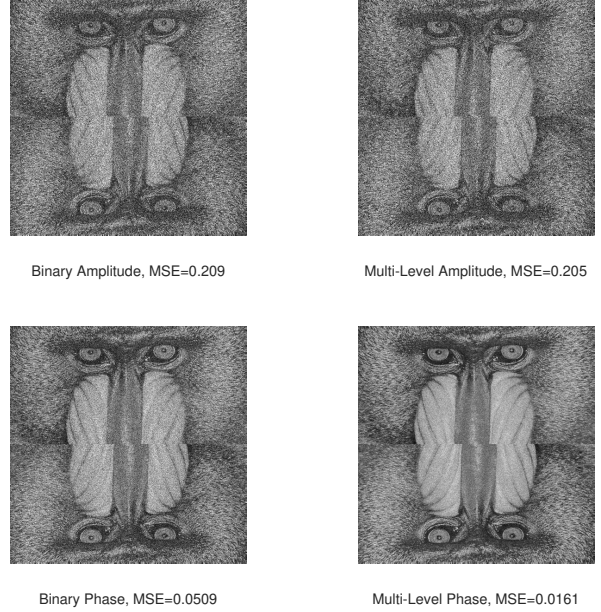 Binary Amplitude, MSE=0.209
Multi-Level Amplitude, MSE=0.205
Binary Phase, MSE=0.0509
Multi-Level Phase, MSE=0.0161